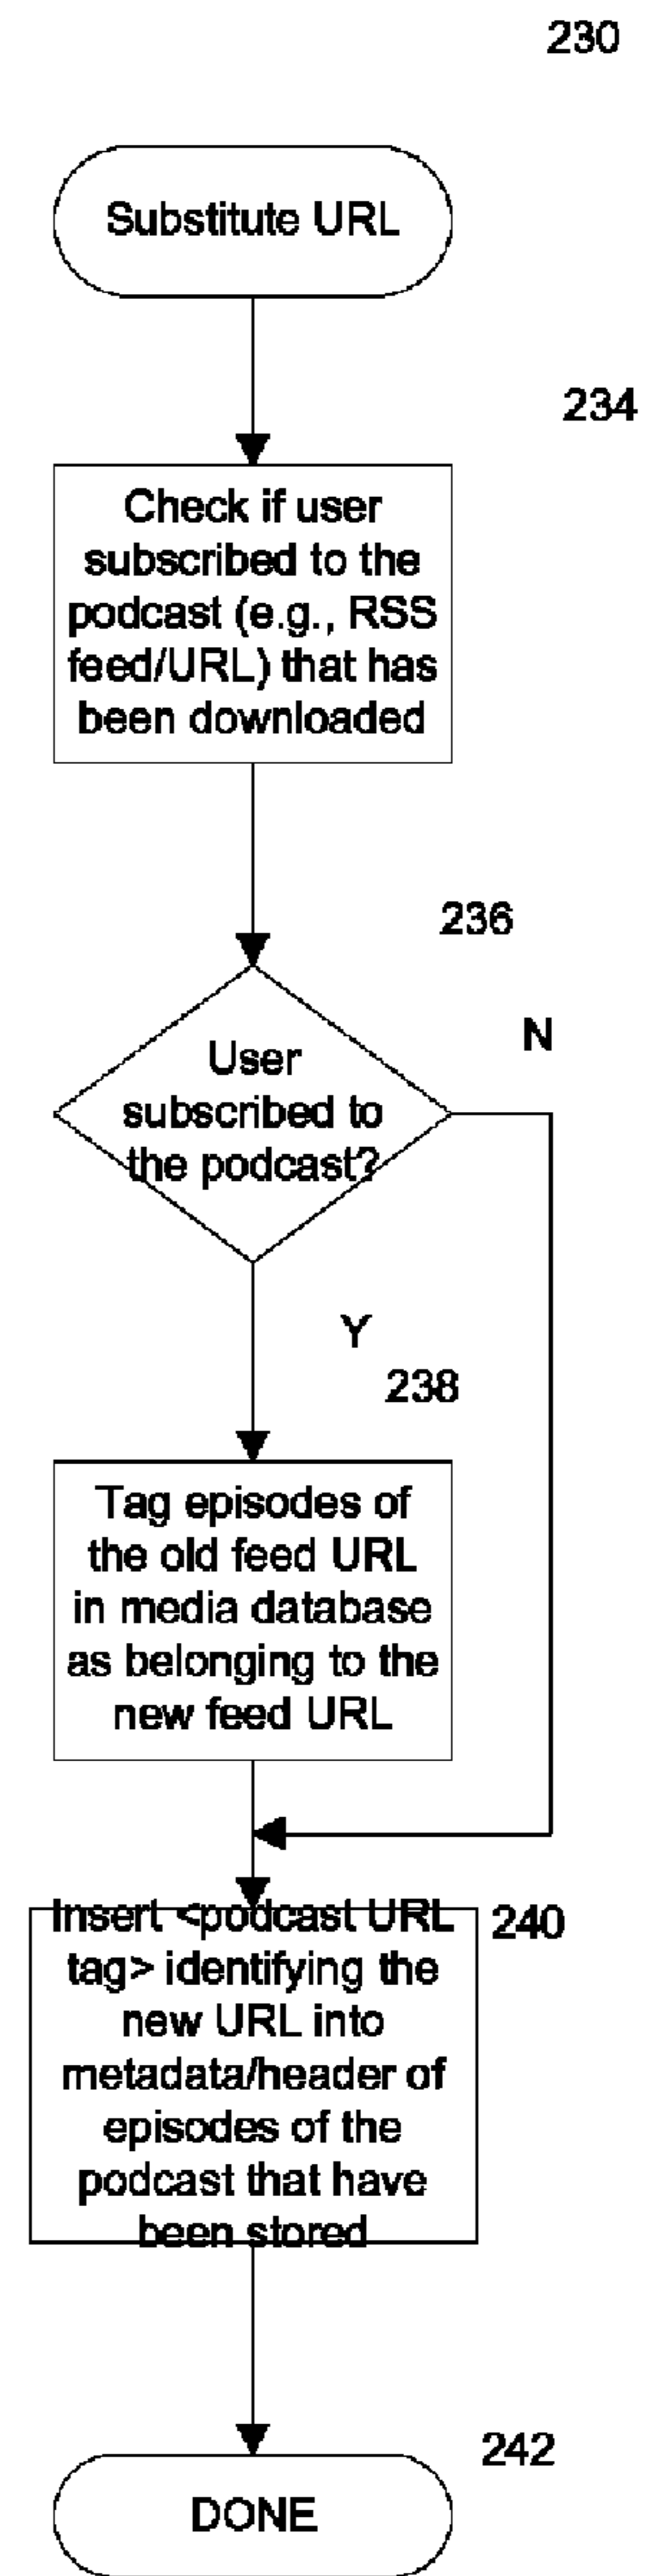 230
Substitute URL
234
Check if user
subscribed to the
podcast (e.g., RSS
feed/URL) that has
been downloaded
236
N
User
subscribed to
the podcast?
Y
238
Tag episodes of
the old feed URL
in media database
as belonging to the
new feed URL
240
Insert <podcast URL
tag> identifying the
new URL into
metadata/header of
episodes of the
podcast that have
been stored
242
DONE